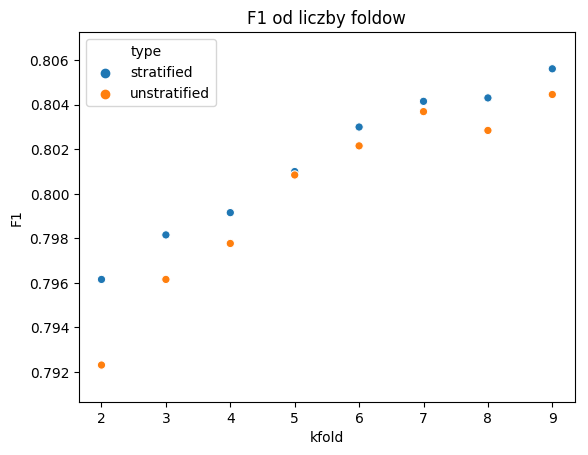 F1 od liczby foldow
type
stratified
unstratified
0.806
0.804
0.802
0.800
0.798
0.796
0.794
0.792
F1
2 3 4 5 6 7 8 9
kfold